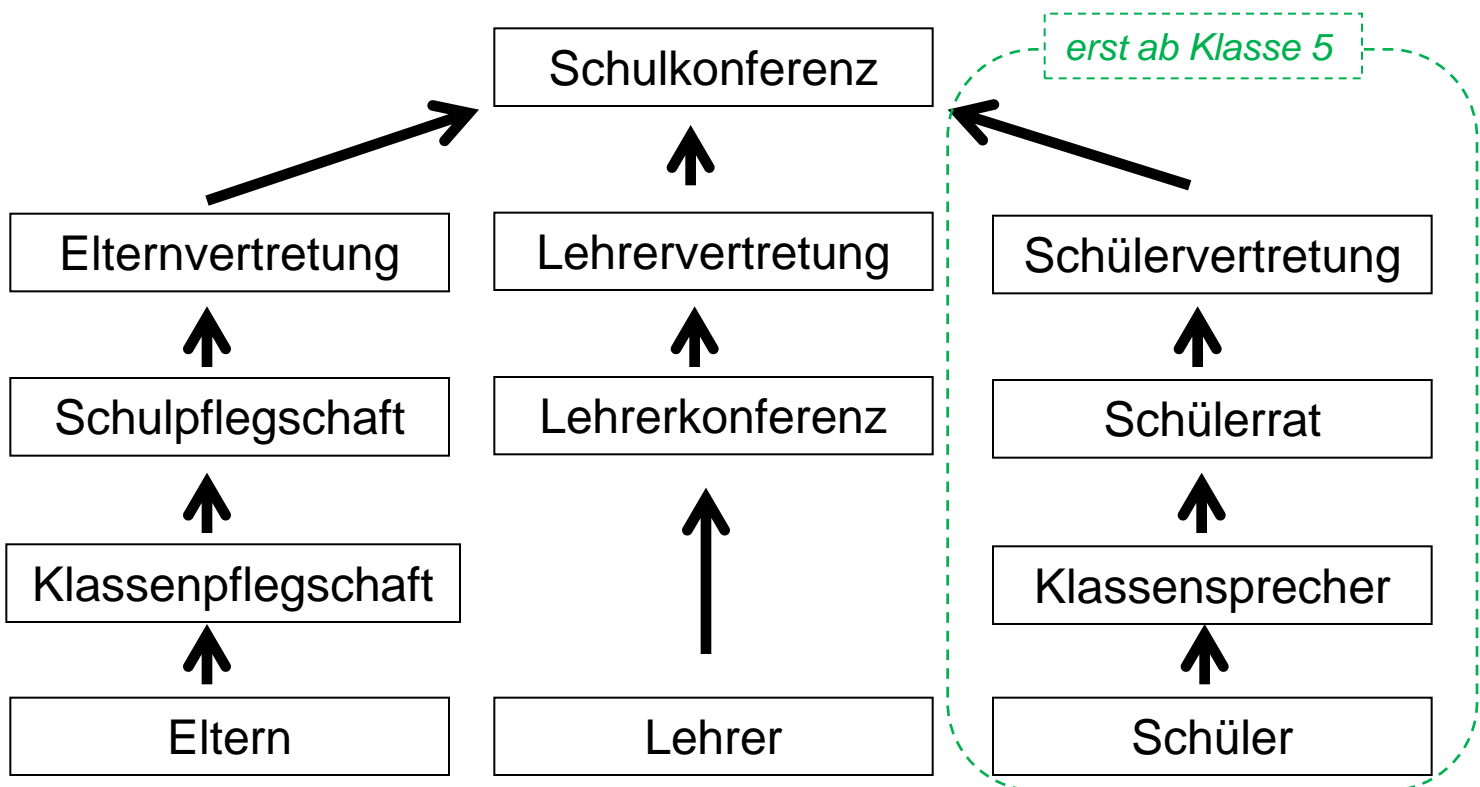 Schulkonferenz
erst ab Klasse 5
Elternvertretung
Lehrervertretung
Schülervertretung
Schulpflegschaft
Lehrerkonferenz
Schülerrat
Klassenpflegschaft
Klassensprecher
Eltern
Lehrer
Schüler